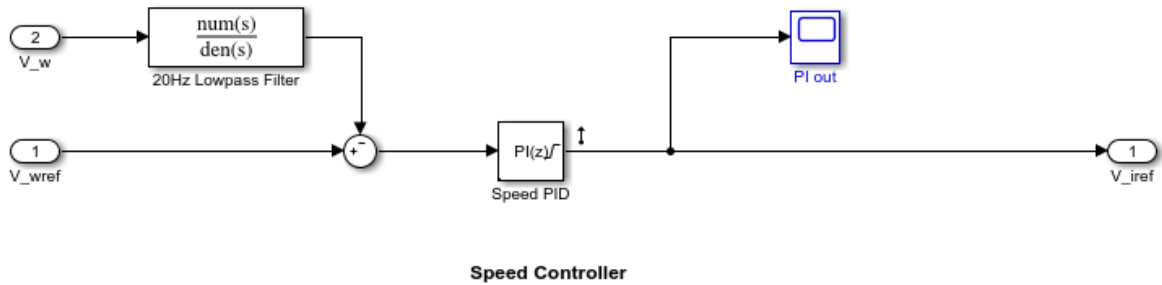 2
V_w
num(s)
den(s)
20Hz Lowpass Filter
PI out
1
V_wref
+
−
PI(z)
Speed PID
1
V_iref
Speed Controller